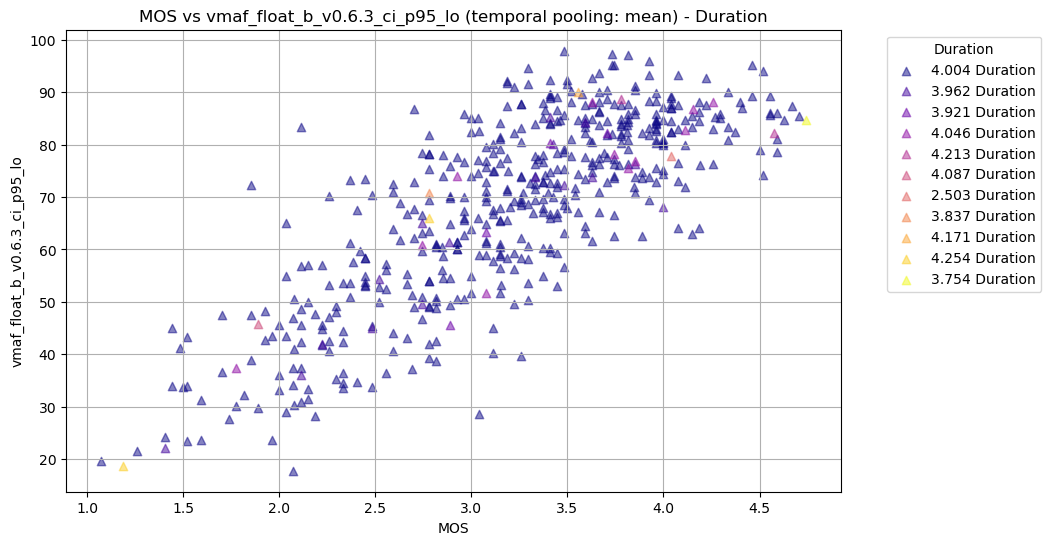 MOS vs vmaf_float_b_v0.6.3_ci_p95_lo (temporal pooling: mean) - Duration
100
90
80
70
60
50
40
30
20
vmaf_float_b_v0.6.3_ci_p95_lo
1.0 1.5 2.0 2.5 3.0 3.5 4.0 4.5
MOS
Duration
4.004 Duration
3.962 Duration
3.921 Duration
4.046 Duration
4.213 Duration
4.087 Duration
2.503 Duration
3.837 Duration
4.171 Duration
4.254 Duration
3.754 Duration